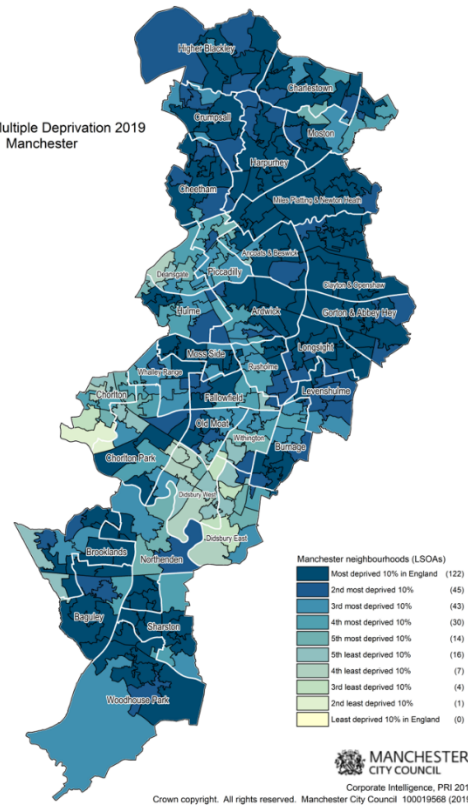 ultiple Deprivation 2019
Manchester
Higher Blackley
Charlestown
Crumpsall
Moston
Harpurhey
Cheetham
Miles Platting & Newton Heath
Ancoats & Beswick
Deansgate
Piccadilly
Clayton & Openshaw
Hulme
Ardwick
Gorton & Abbey Hey
Moss Side
Longsight
Whalley Range
Rusholme
Chorlton
Fallowfield
Levenshulme
Old Moat
Withington
Burnage
Chorlton Park
Didsbury West
Didsbury East
Brooklands
Northenden
Baguley
Sharston
Woodhouse Park
Manchester neighbourhoods (LSOAs)
Most deprived 10% in England (122)
2nd most deprived 10% (45)
3rd most deprived 10% (43)
4th most deprived 10% (30)
5th most deprived 10% (14)
5th least deprived 10% (16)
4th least deprived 10% (7)
3rd least deprived 10% (4)
2nd least deprived 10% (1)
Least deprived 10% in England (0)
MANCHESTER
CITY COUNCIL
Corporate Intelligence, PRI 201
Crown copyright. All rights reserved. Manchester City Council 100019568 (2019